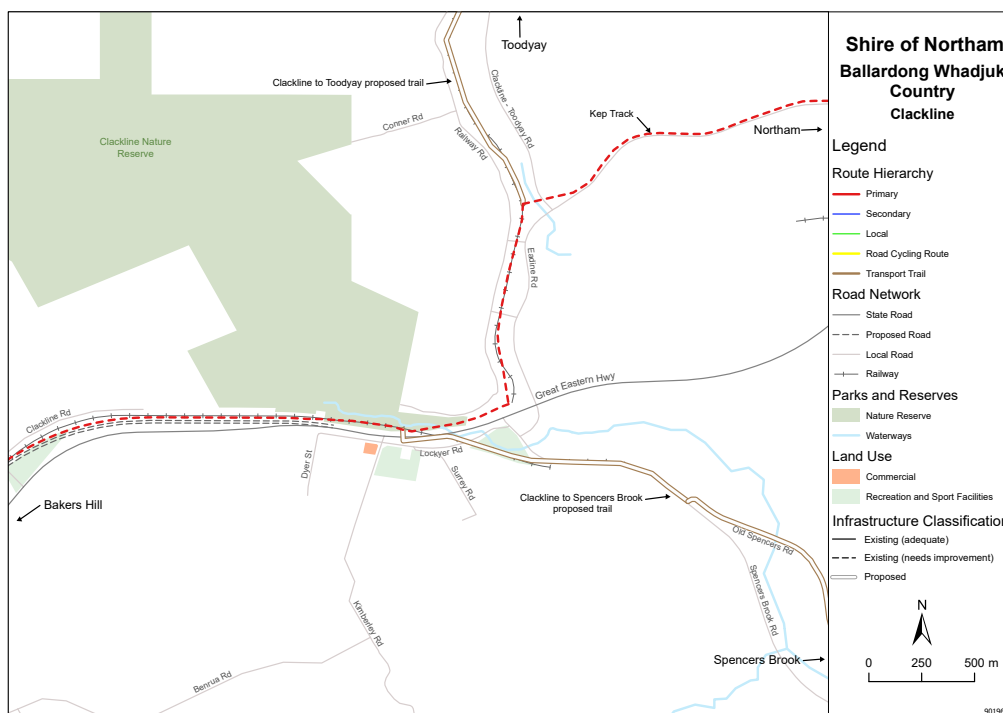 Toodyay
Clackline to Toodyay proposed trail
Clackline - Toodyay Rd
Conner Rd
Railway Rd
Kep Track
Northam
Clackline Nature
Reserve
Eadine Rd
Great Eastern Hwy
Clackline Rd
Dyer St
Lockyer Rd
Surrey Rd
Bakers Hill
Clackline to Spencers Brook
proposed trail
Old Spencers Rd
Spencers Brook Rd
Kimberley Rd
Benrua Rd
Spencers Brook
Shire of Northam
Ballardong Whadjuk
Country
Clackline
Legend
Route Hierarchy
Primary
Secondary
Local
Road Cycling Route
Transport Trail
Road Network
State Road
Proposed Road
Local Road
Railway
Parks and Reserves
Nature Reserve
Waterways
Land Use
Commercial
Recreation and Sport Facilities
Infrastructure Classification
Existing (adequate)
Existing (needs improvement)
Proposed
N
0 250 500 m